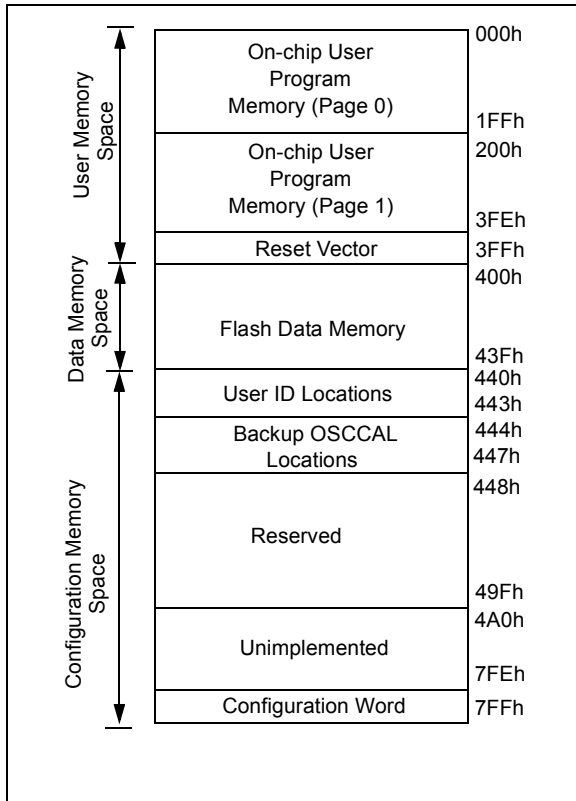 User Memory
Space
On-chip User
Program
Memory (Page 0)
000h
1FFh
On-chip User
Program
Memory (Page 1)
200h
3FEh
Reset Vector
3FFh
Data Memory
Space
Flash Data Memory
400h
43Fh
Configuration Memory
Space
User ID Locations
440h
443h
Backup OSCCAL
Locations
444h
447h
Reserved
448h
49Fh
Unimplemented
4A0h
7FEh
Configuration Word
7FFh